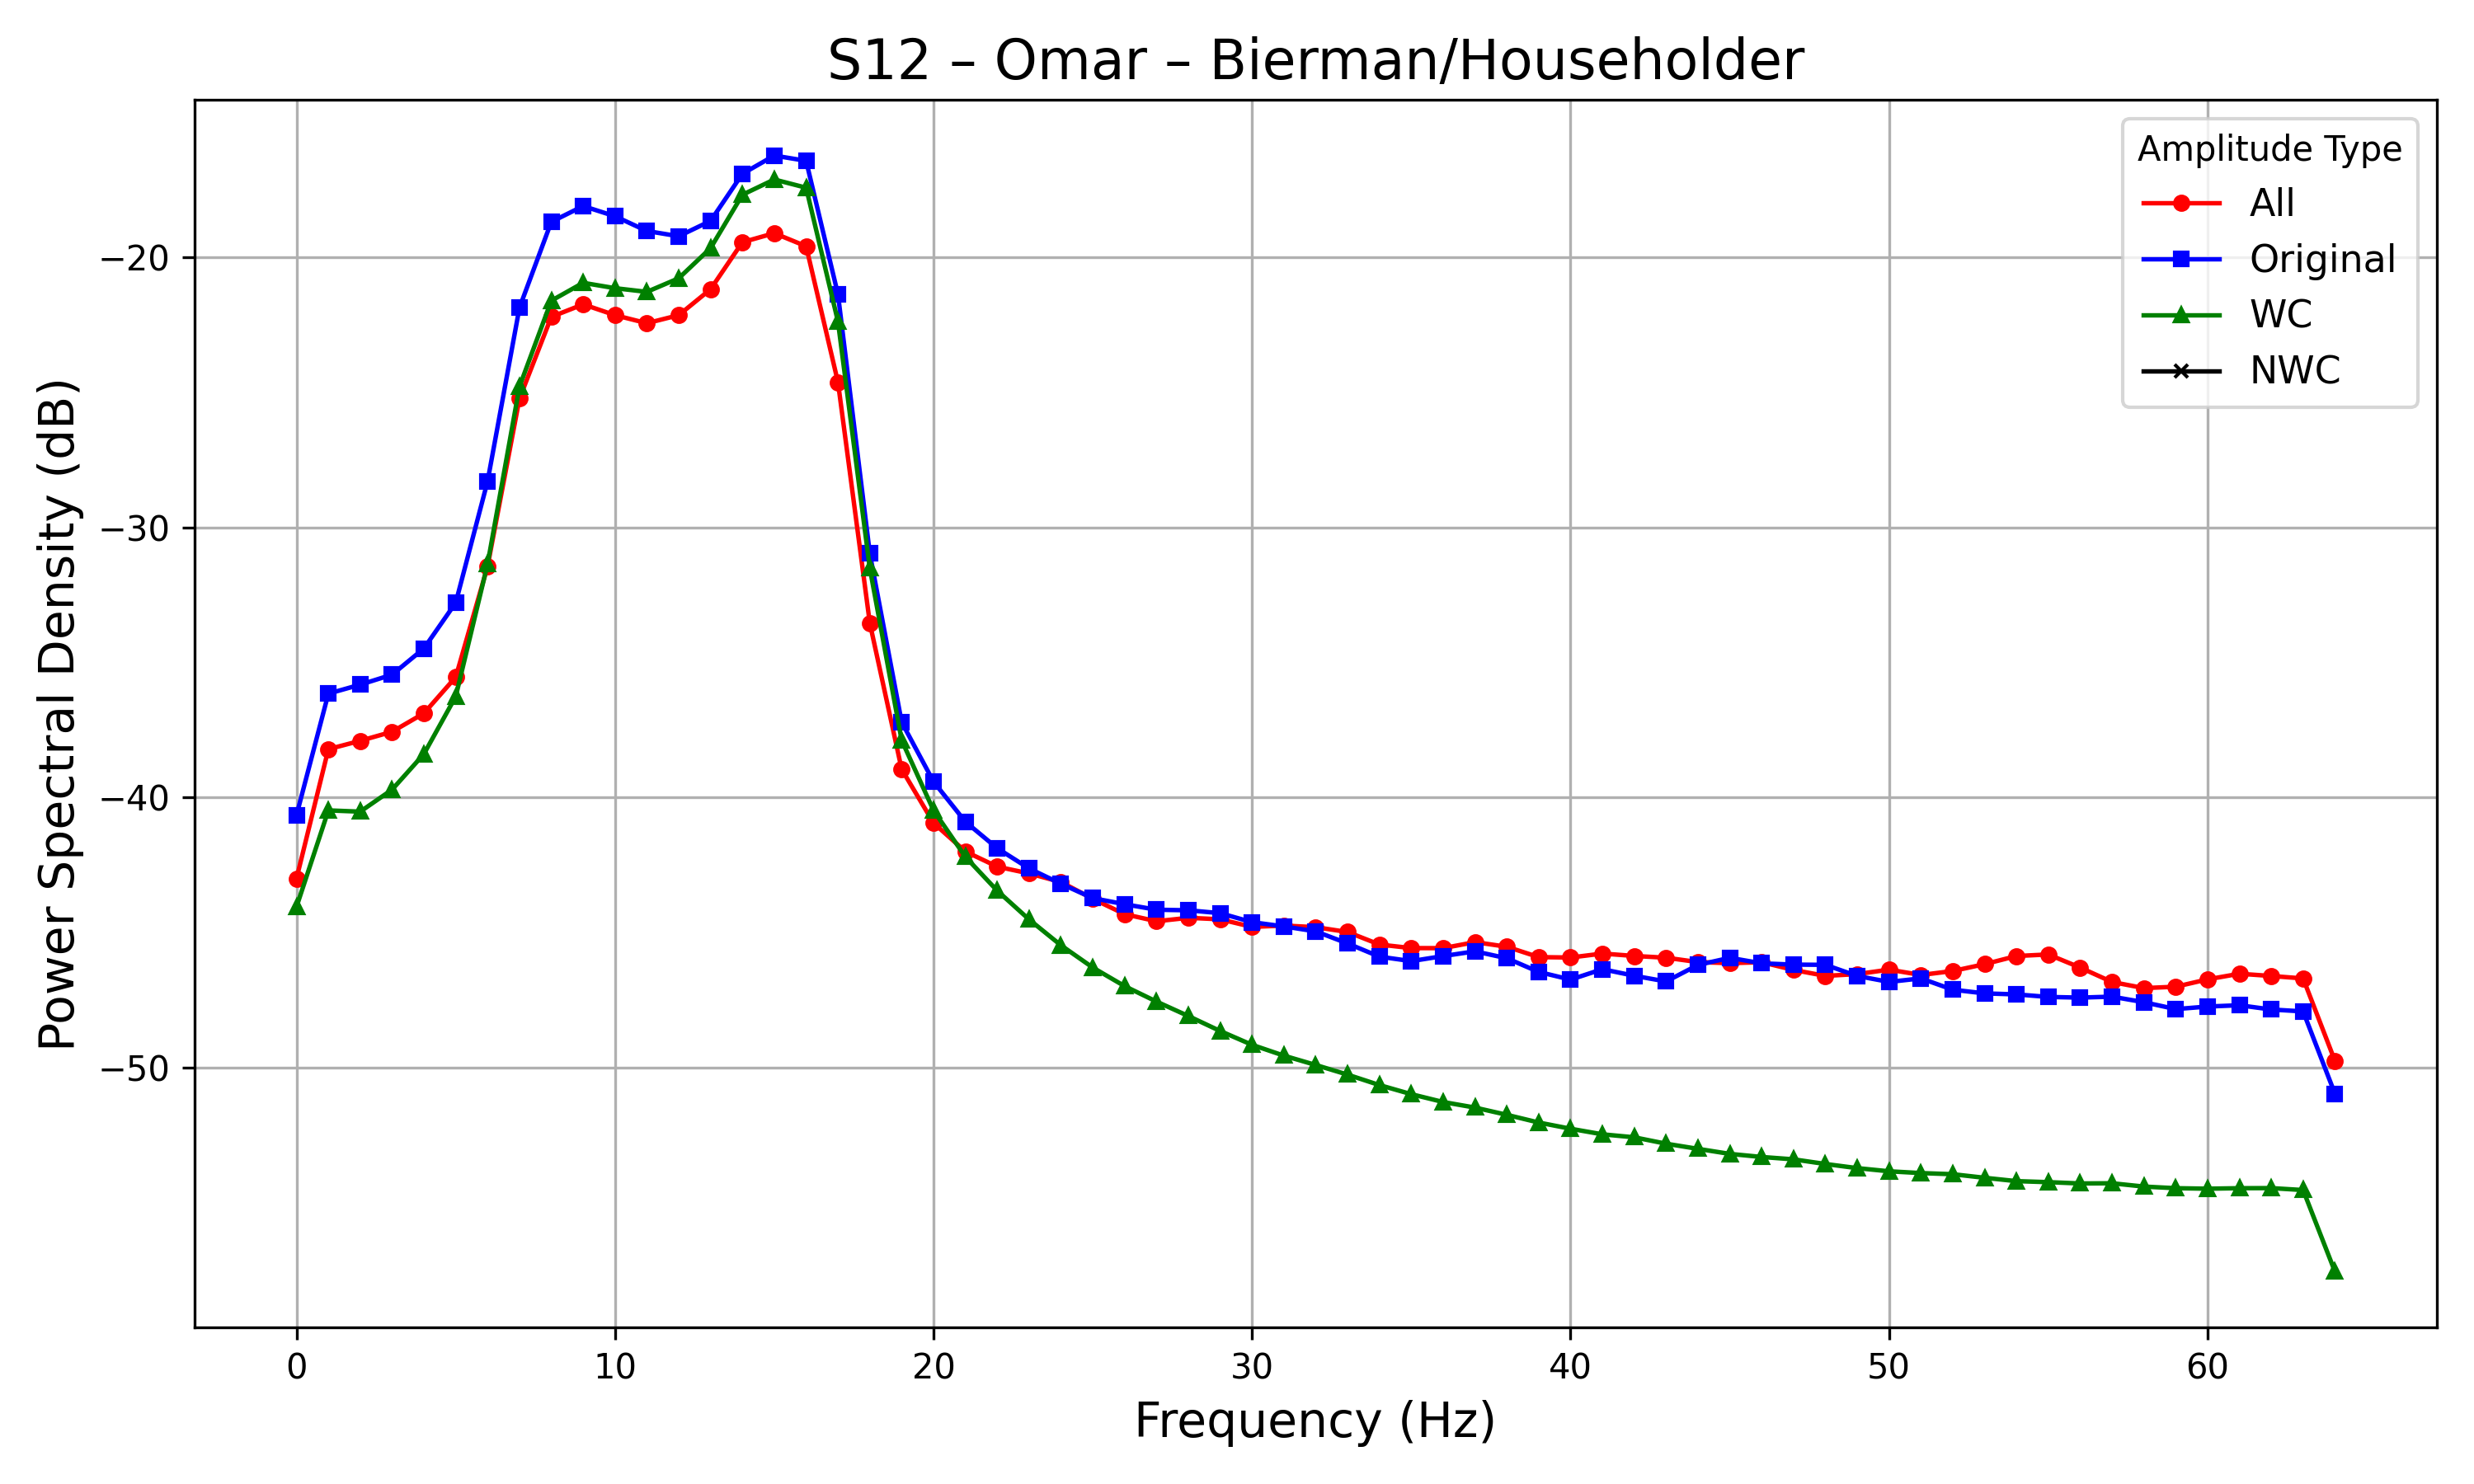 S12 – Omar – Bierman/Householder
Amplitude Type
All
Original
WC
NWC
Power Spectral Density (dB)
−20
−30
−40
−50
0 10 20 30 40 50 60
Frequency (Hz)